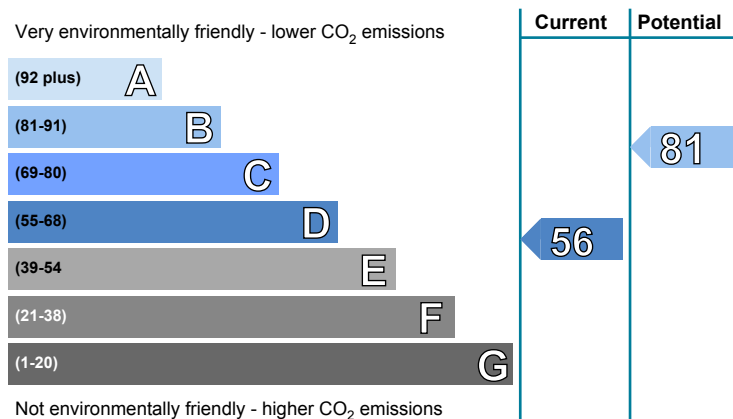 Very environmentally friendly - lower CO₂ emissions
Current
Potential
(92 plus) A
(81-91) B
(69-80) C
(55-68) D
(39-54 E
(21-38) F
(1-20) G
81
56
Not environmentally friendly - higher CO₂ emissions